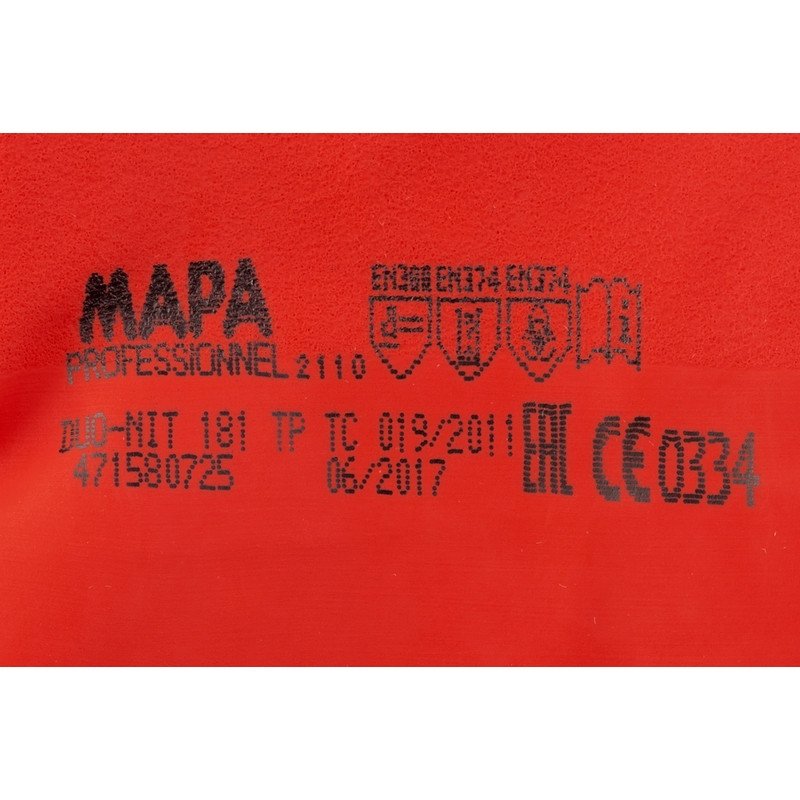 MAPA
PROFESSIONNEL 2110
EN388 EN374 EN374
DUO-NIT 181 TP TC 019/2011 EAC CE 0334
471580725 06/2017